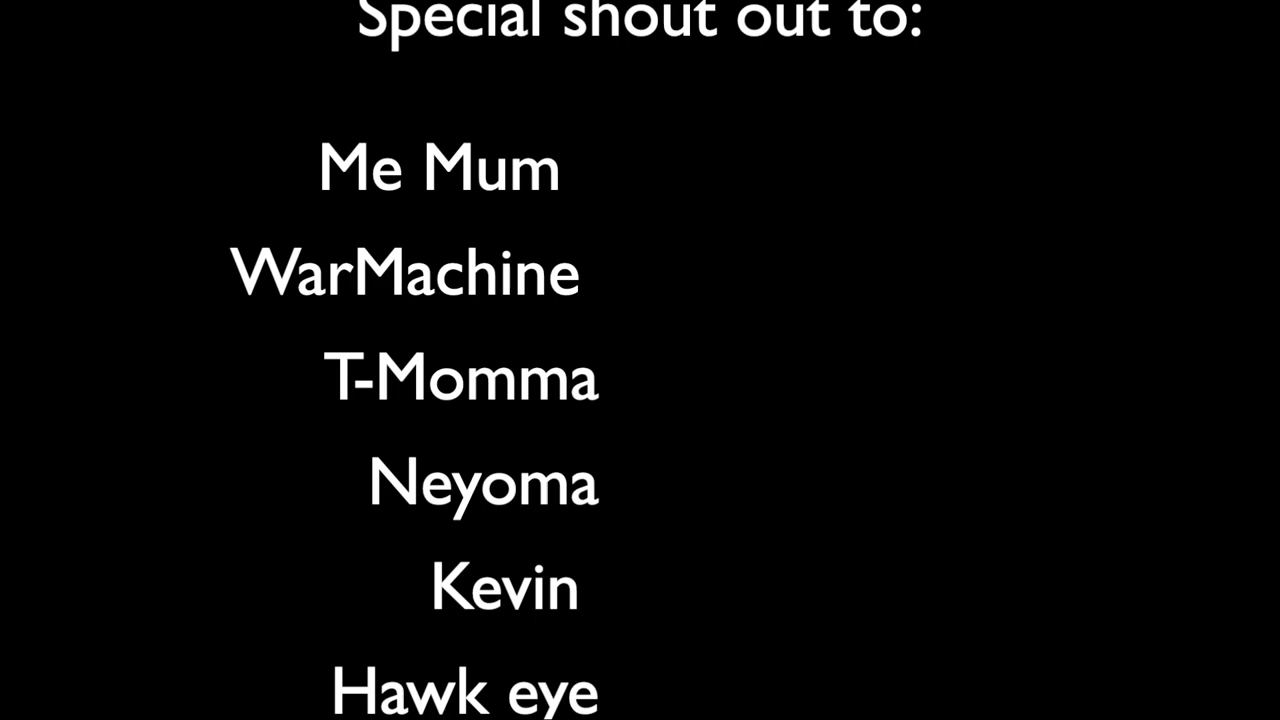 Special shout out to:
Me Mum
WarMachine
T-Momma
Neyoma
Kevin
Hawk eye